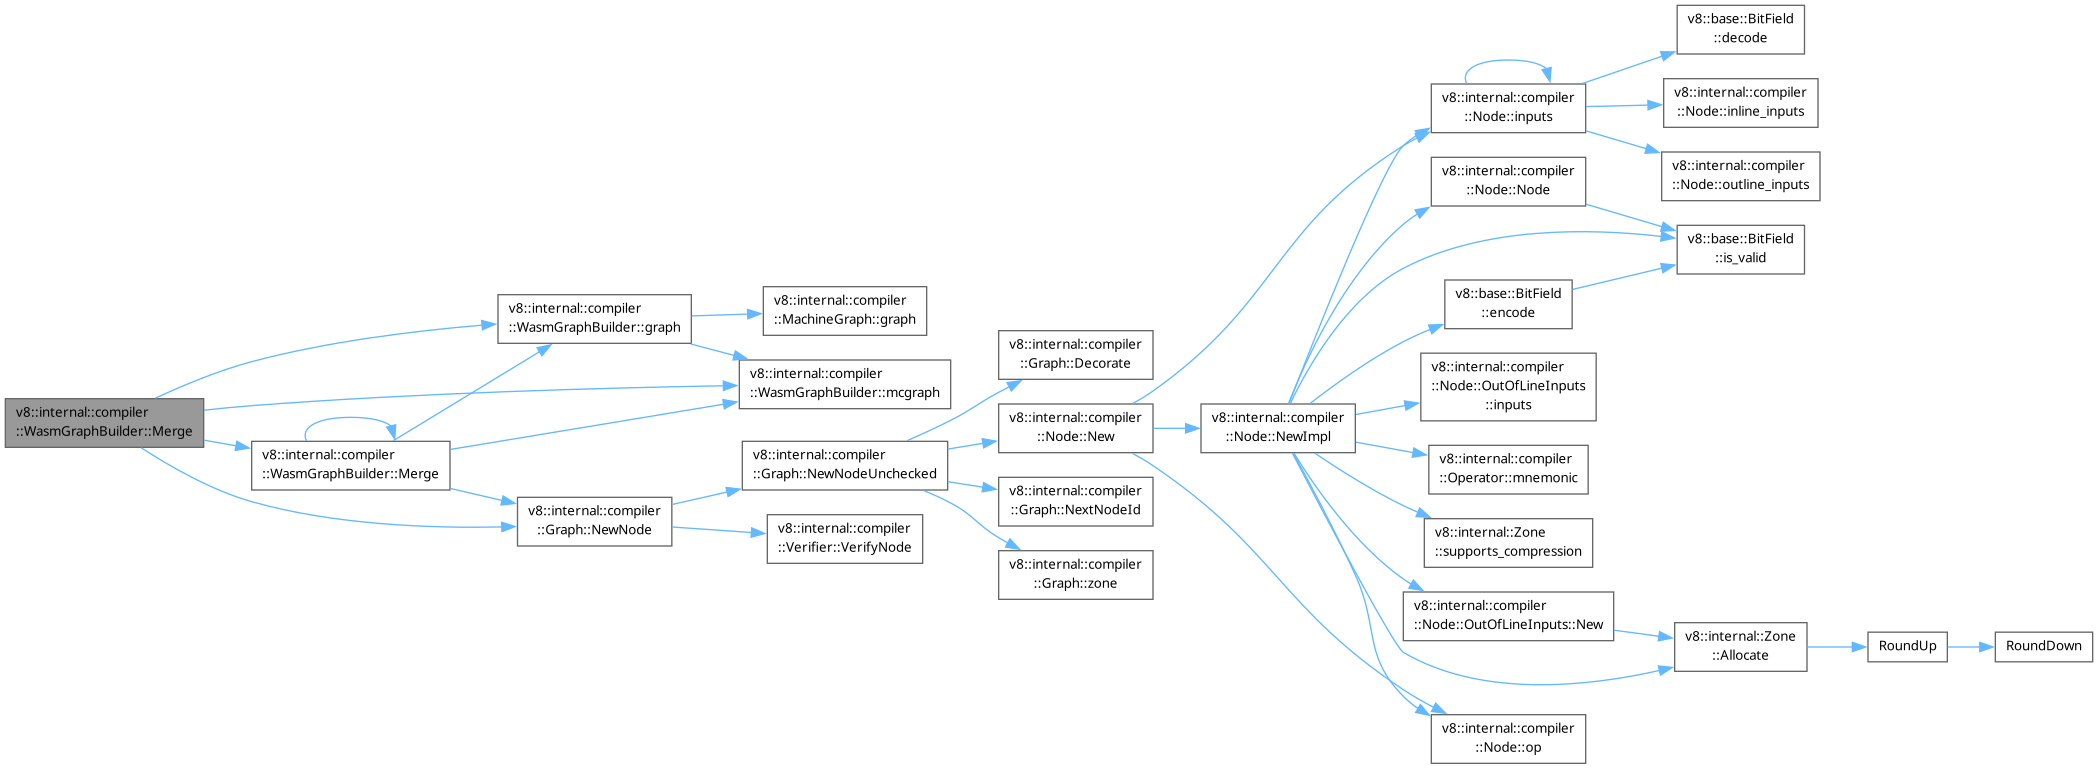 v8::internal::compiler
::WasmGraphBuilder::Merge
v8::internal::compiler
::WasmGraphBuilder::Merge
v8::internal::compiler
::WasmGraphBuilder::graph
v8::internal::compiler
::Graph::NewNode
v8::internal::compiler
::MachineGraph::graph
v8::internal::compiler
::WasmGraphBuilder::mcgraph
v8::internal::compiler
::Graph::NewNodeUnchecked
v8::internal::compiler
::Verifier::VerifyNode
v8::internal::compiler
::Graph::Decorate
v8::internal::compiler
::Node::New
v8::internal::compiler
::Graph::NextNodeId
v8::internal::compiler
::Graph::zone
v8::internal::compiler
::Node::NewImpl
v8::internal::compiler
::Node::inputs
v8::internal::compiler
::Node::Node
v8::base::BitField
::encode
v8::internal::compiler
::Node::OutOfLineInputs
::inputs
v8::internal::compiler
::Operator::mnemonic
v8::internal::Zone
::supports_compression
v8::internal::compiler
::Node::OutOfLineInputs::New
v8::internal::compiler
::Node::op
v8::base::BitField
::decode
v8::internal::compiler
::Node::inline_inputs
v8::internal::compiler
::Node::outline_inputs
v8::base::BitField
::is_valid
v8::internal::Zone
::Allocate
RoundUp
RoundDown